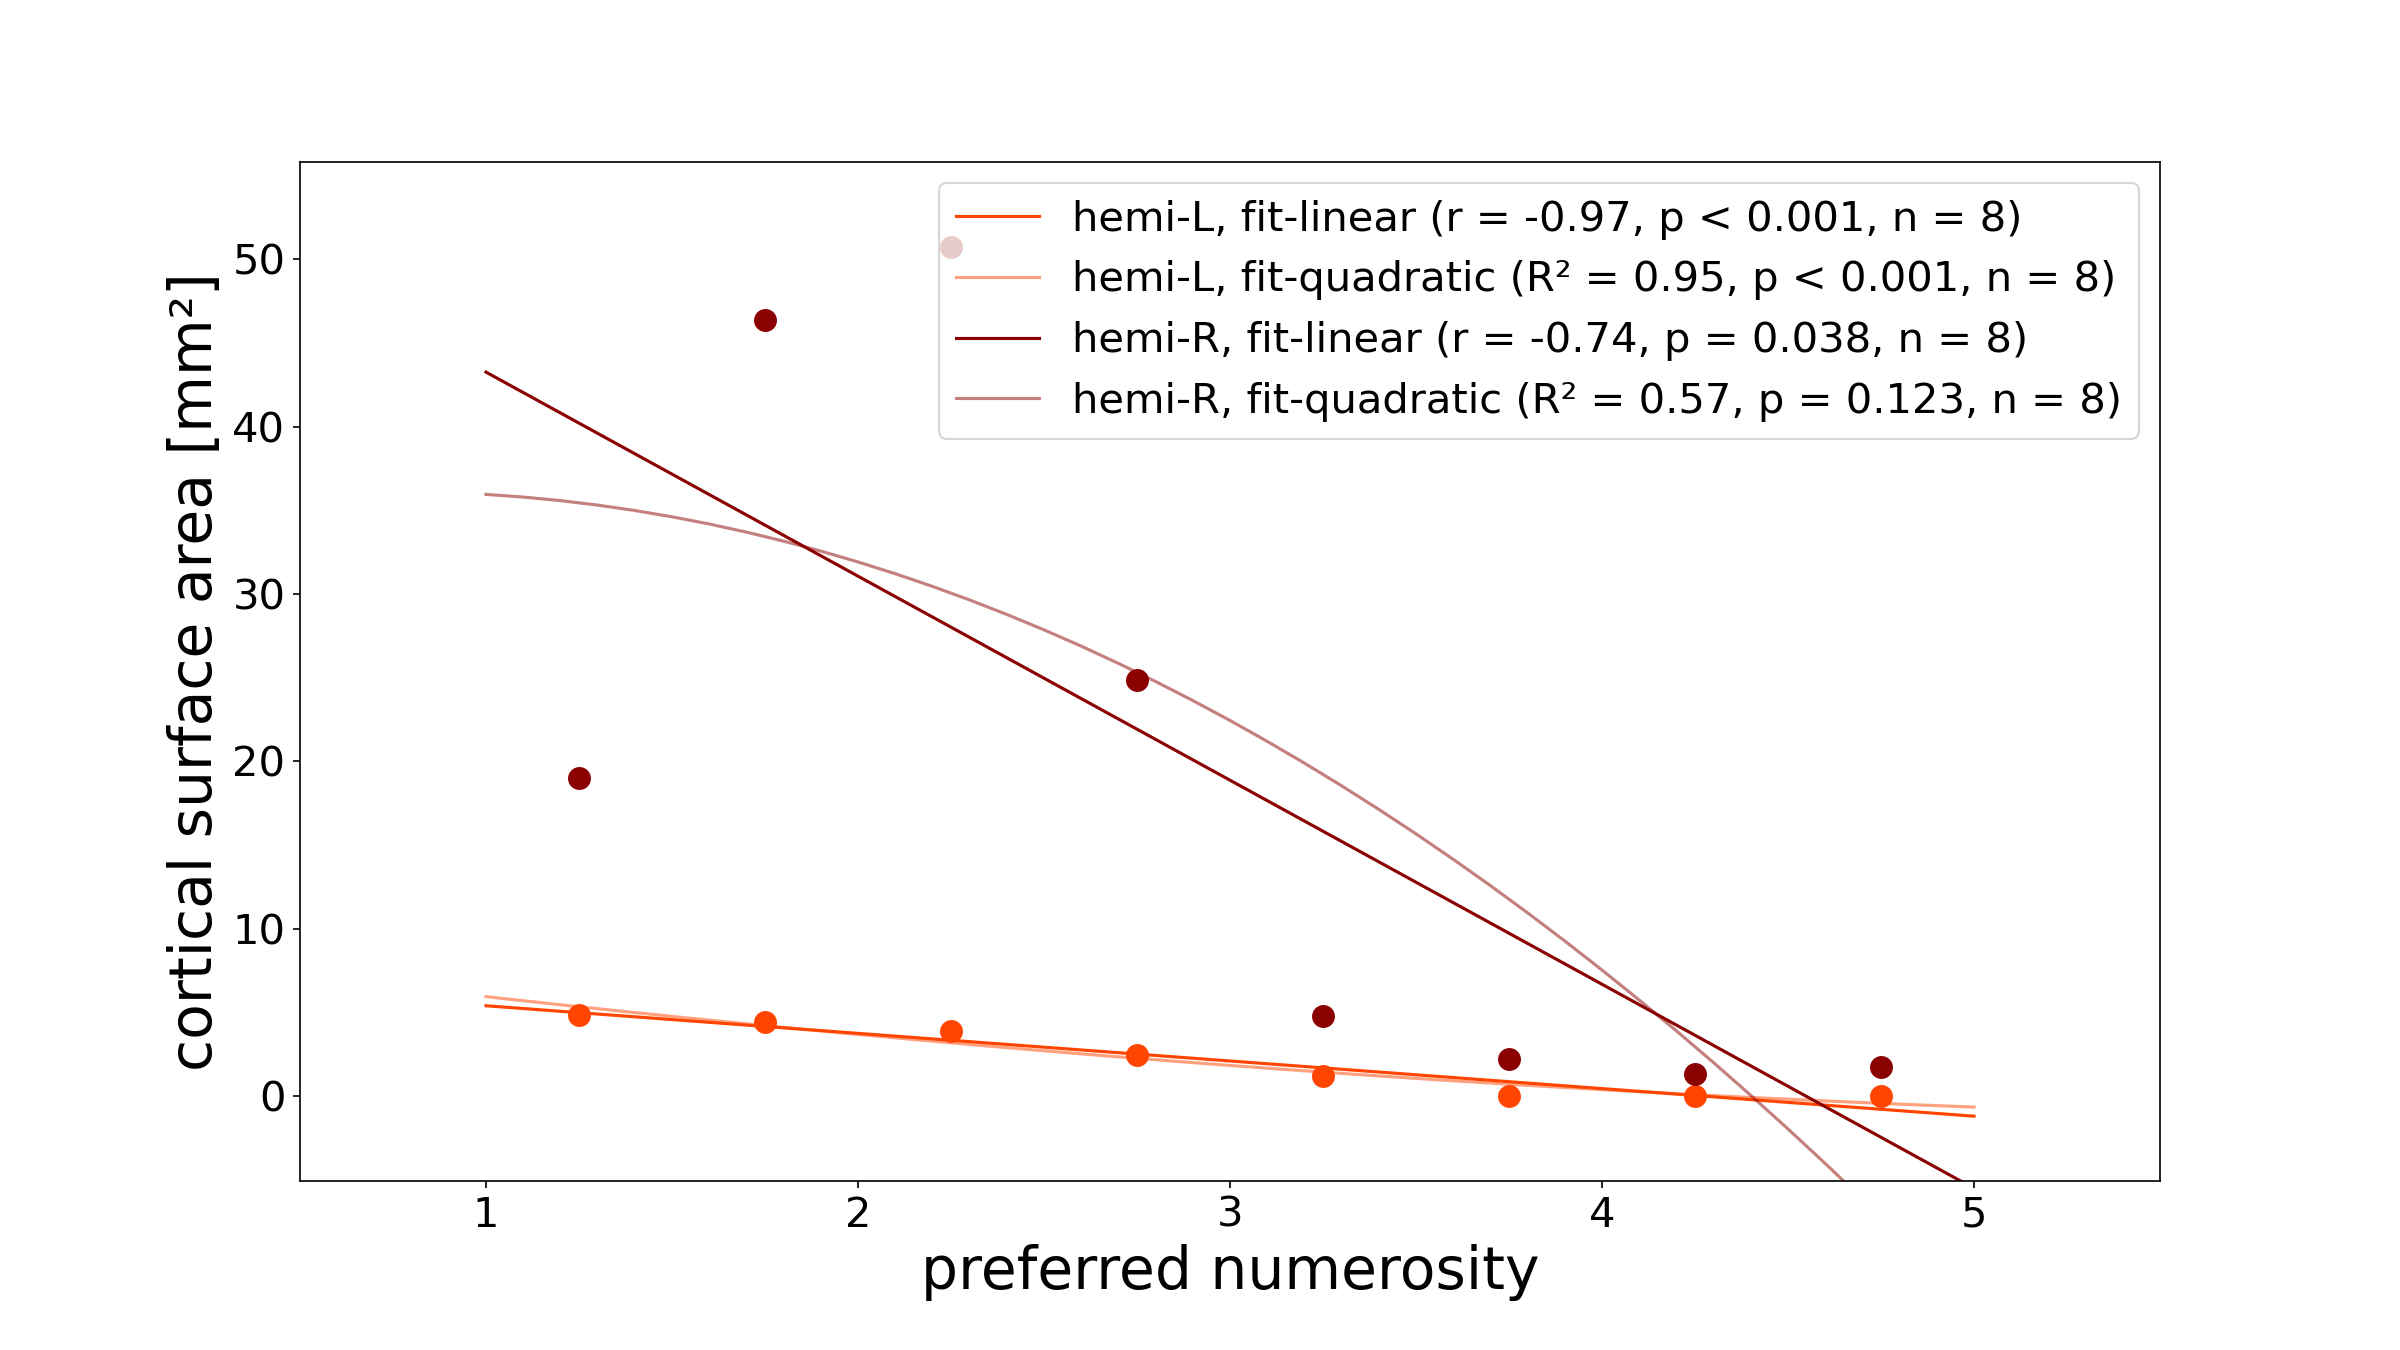 hemi-L, fit-linear (r = -0.97, p < 0.001, n = 8)
hemi-L, fit-quadratic (R² = 0.95, p < 0.001, n = 8)
hemi-R, fit-linear (r = -0.74, p = 0.038, n = 8)
hemi-R, fit-quadratic (R² = 0.57, p = 0.123, n = 8)
cortical surface area [mm²]
50
40
30
20
10
0
1 2 3 4 5
preferred numerosity